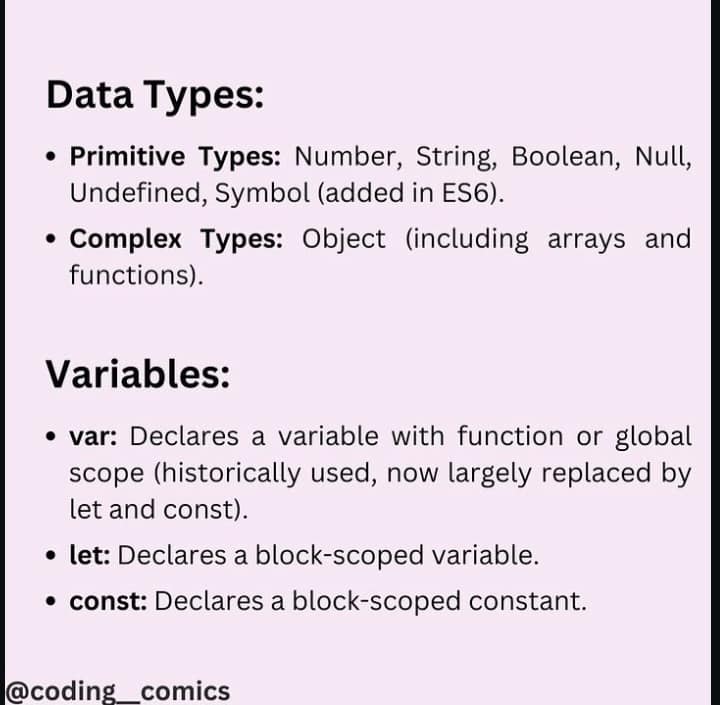 Data Types:
• Primitive Types: Number, String, Boolean, Null,
Undefined, Symbol (added in ES6).
• Complex Types: Object (including arrays and
functions).
Variables:
• var: Declares a variable with function or global
scope (historically used, now largely replaced by
let and const).
• let: Declares a block-scoped variable.
• const: Declares a block-scoped constant.
@coding__comics